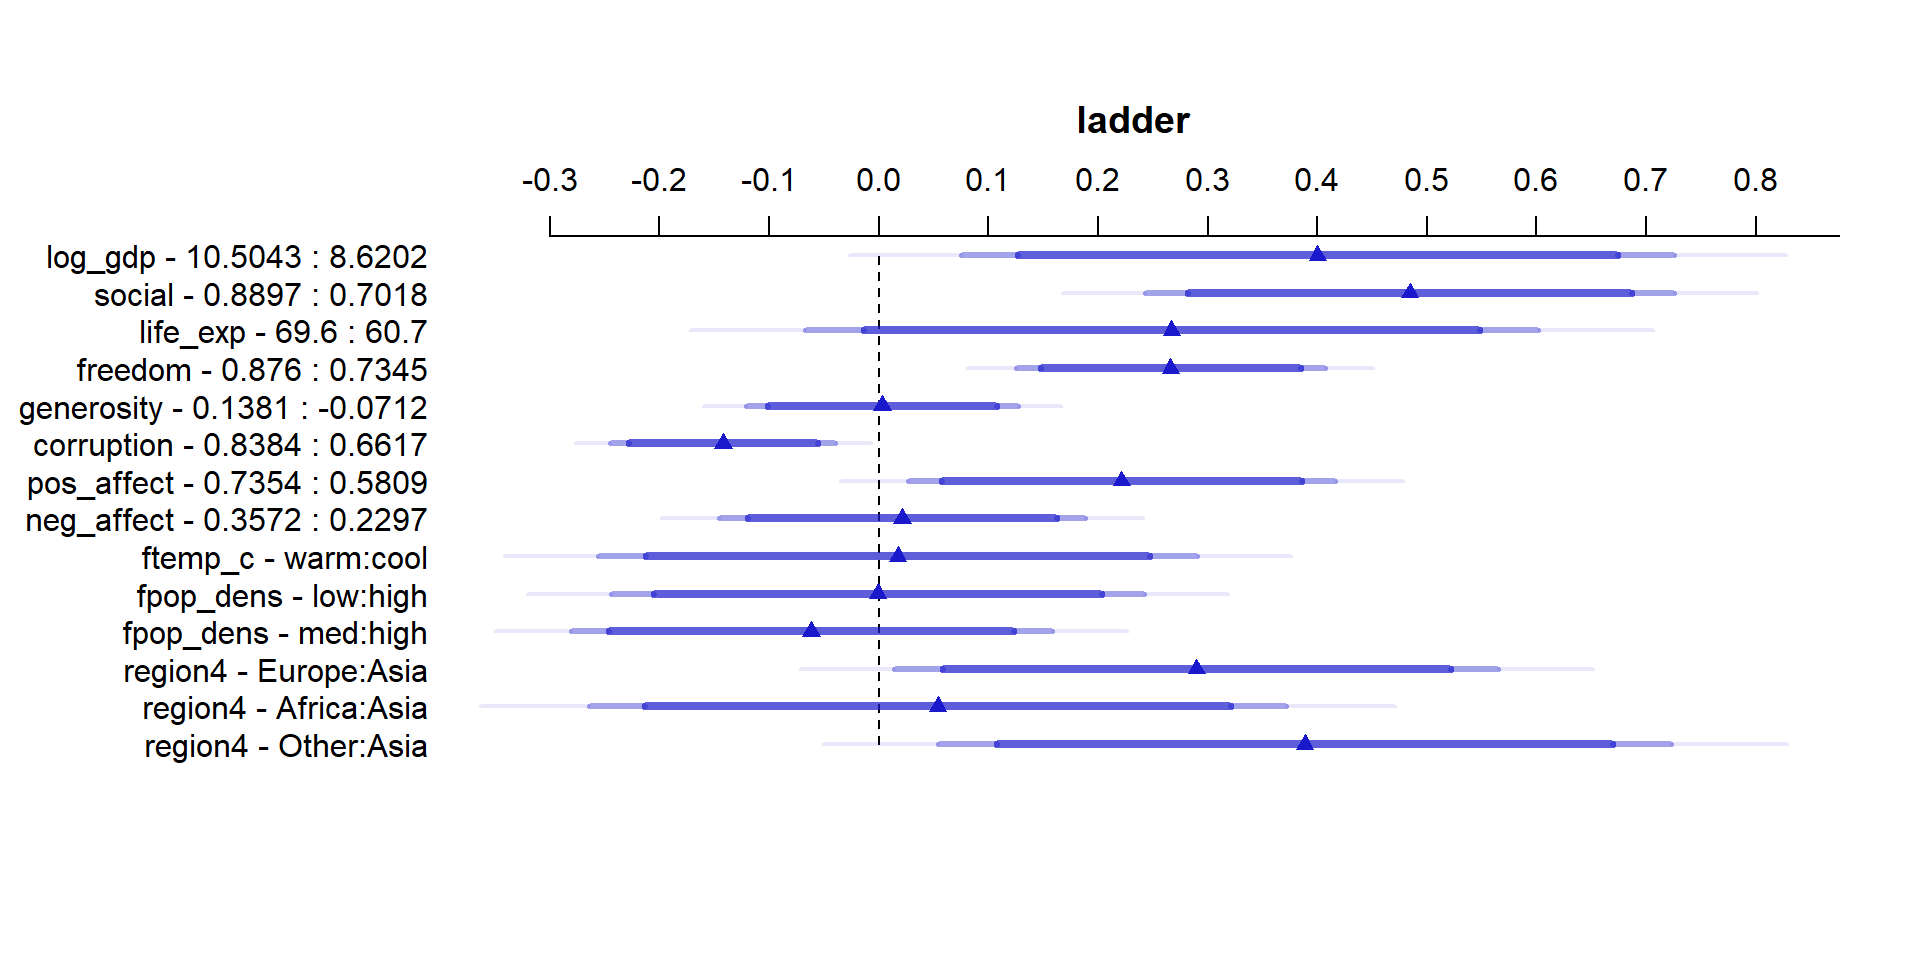 ladder
-0.3 -0.2 -0.1 0.0 0.1 0.2 0.3 0.4 0.5 0.6 0.7 0.8
log_gdp - 10.5043 : 8.6202
social - 0.8897 : 0.7018
life_exp - 69.6 : 60.7
freedom - 0.876 : 0.7345
generosity - 0.1381 : -0.0712
corruption - 0.8384 : 0.6617
pos_affect - 0.7354 : 0.5809
neg_affect - 0.3572 : 0.2297
ftemp_c - warm:cool
fpop_dens - low:high
fpop_dens - med:high
region4 - Europe:Asia
region4 - Africa:Asia
region4 - Other:Asia